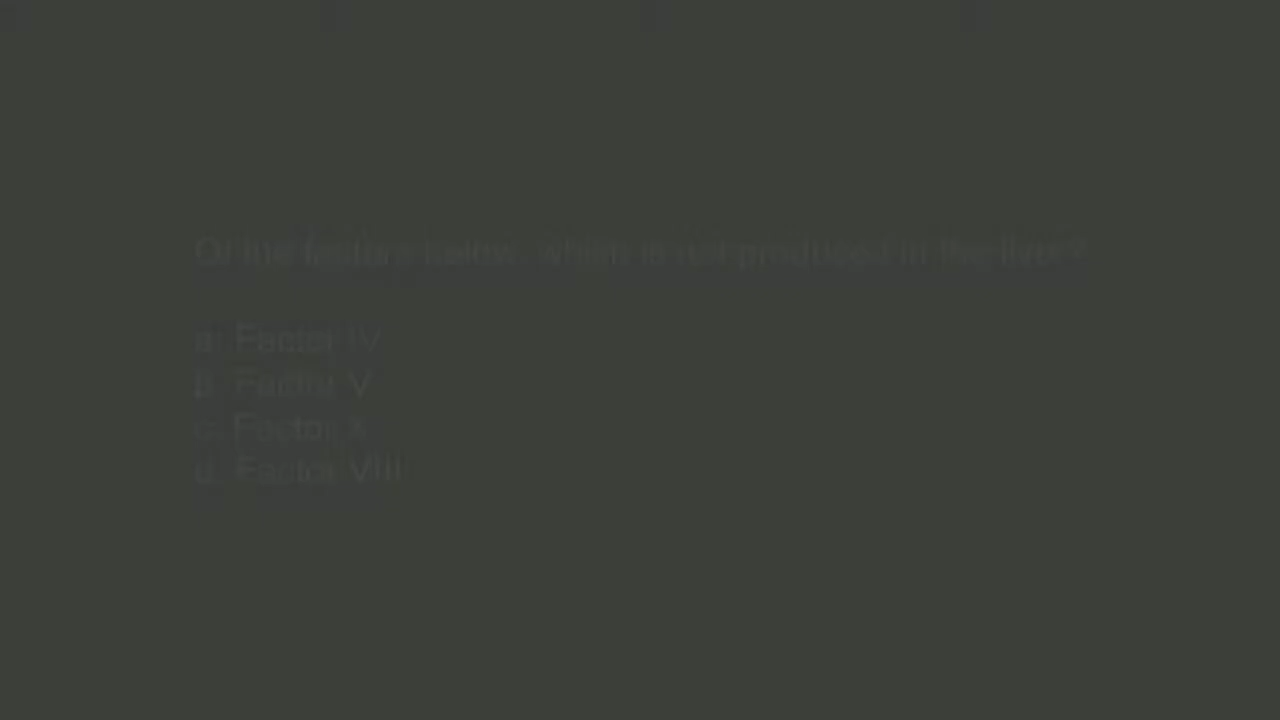 Of the factors below, which is not produced in the liver?
a. Factor IV
b. Factor V
c. Factor X
d. Factor VIII